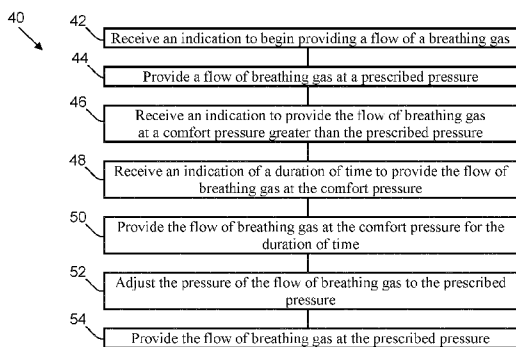 40
42
Receive an indication to begin providing a flow of a breathing gas
44
Provide a flow of breathing gas at a prescribed pressure
46
Receive an indication to provide the flow of breathing gas
at a comfort pressure greater than the prescribed pressure
48
Receive an indication of a duration of time to provide the flow of
breathing gas at the comfort pressure
50
Provide the flow of breathing gas at the comfort pressure for the
duration of time
52
Adjust the pressure of the flow of breathing gas to the prescribed
pressure
54
Provide the flow of breathing gas at the prescribed pressure